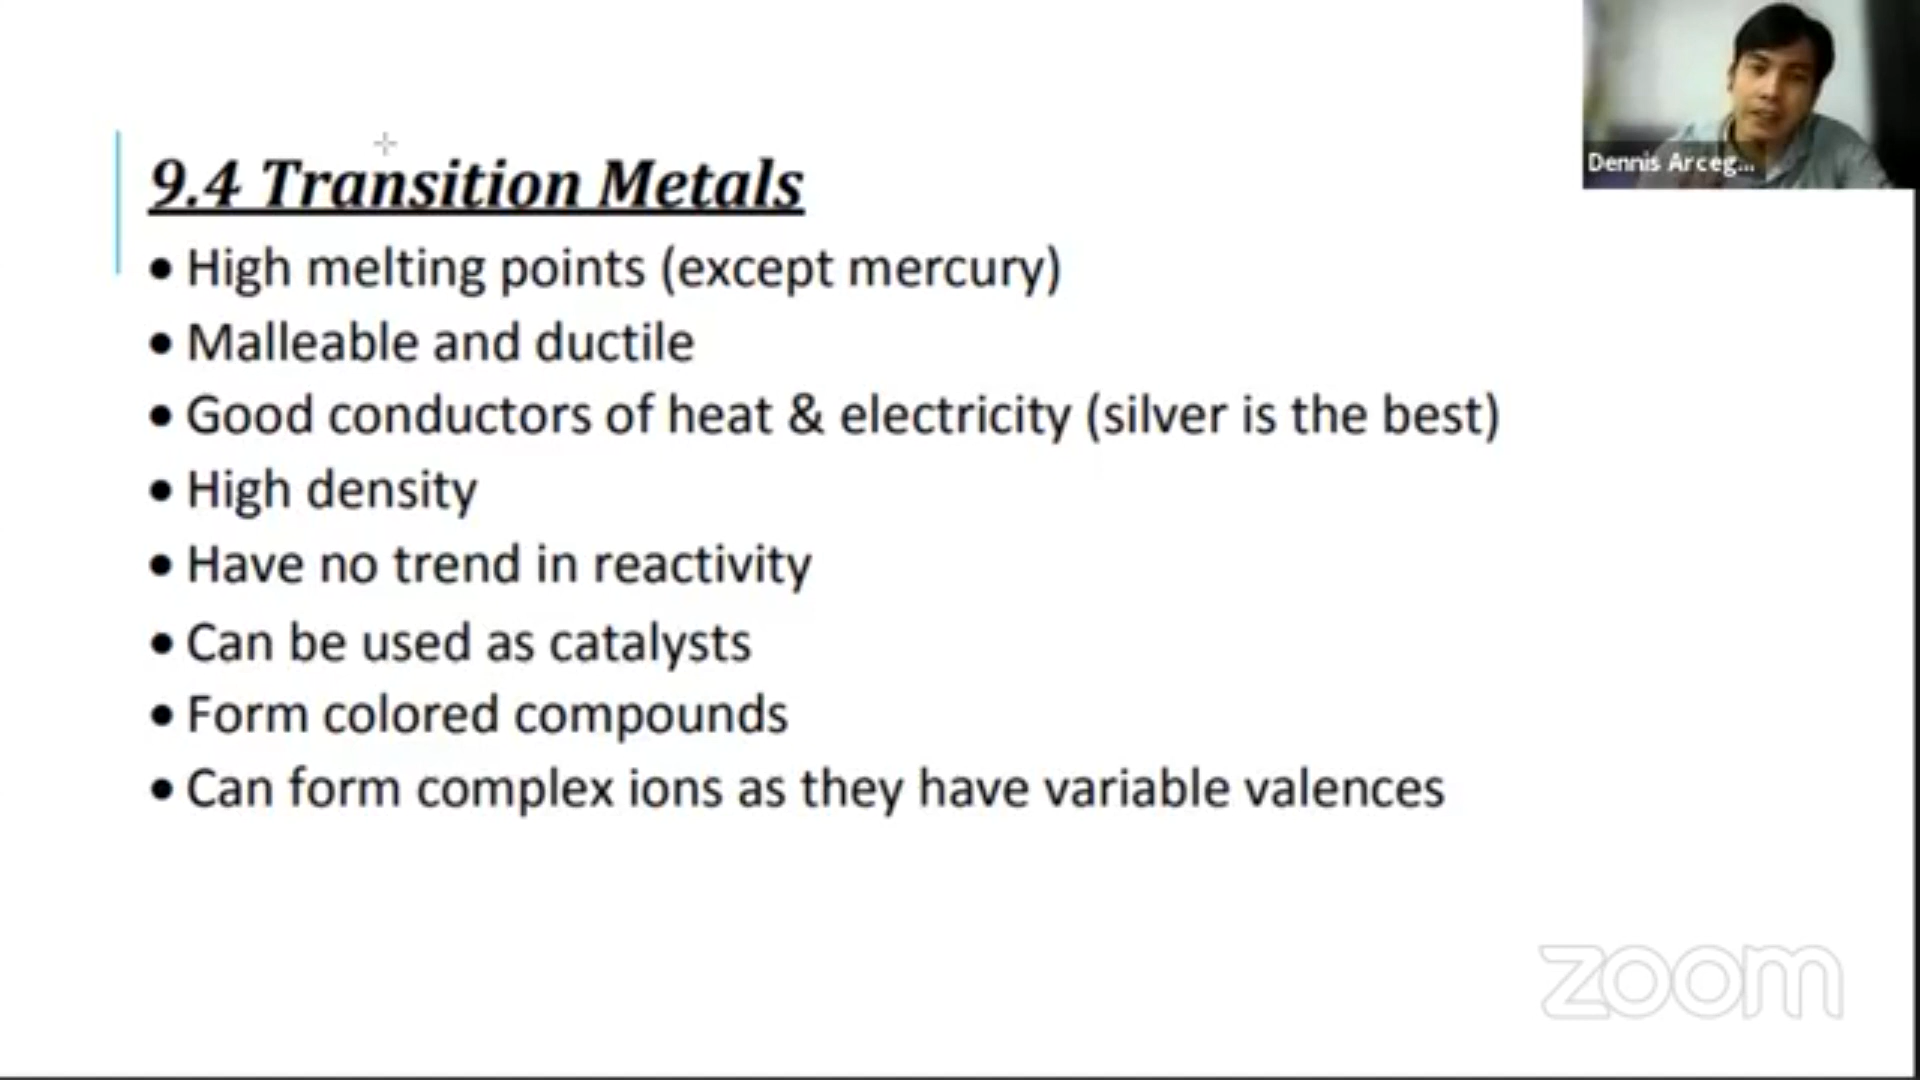 9.4 Transition Metals
• High melting points (except mercury)
• Malleable and ductile
• Good conductors of heat & electricity (silver is the best)
• High density
• Have no trend in reactivity
• Can be used as catalysts
• Form colored compounds
• Can form complex ions as they have variable valences
Dennis Arceg...
zoom